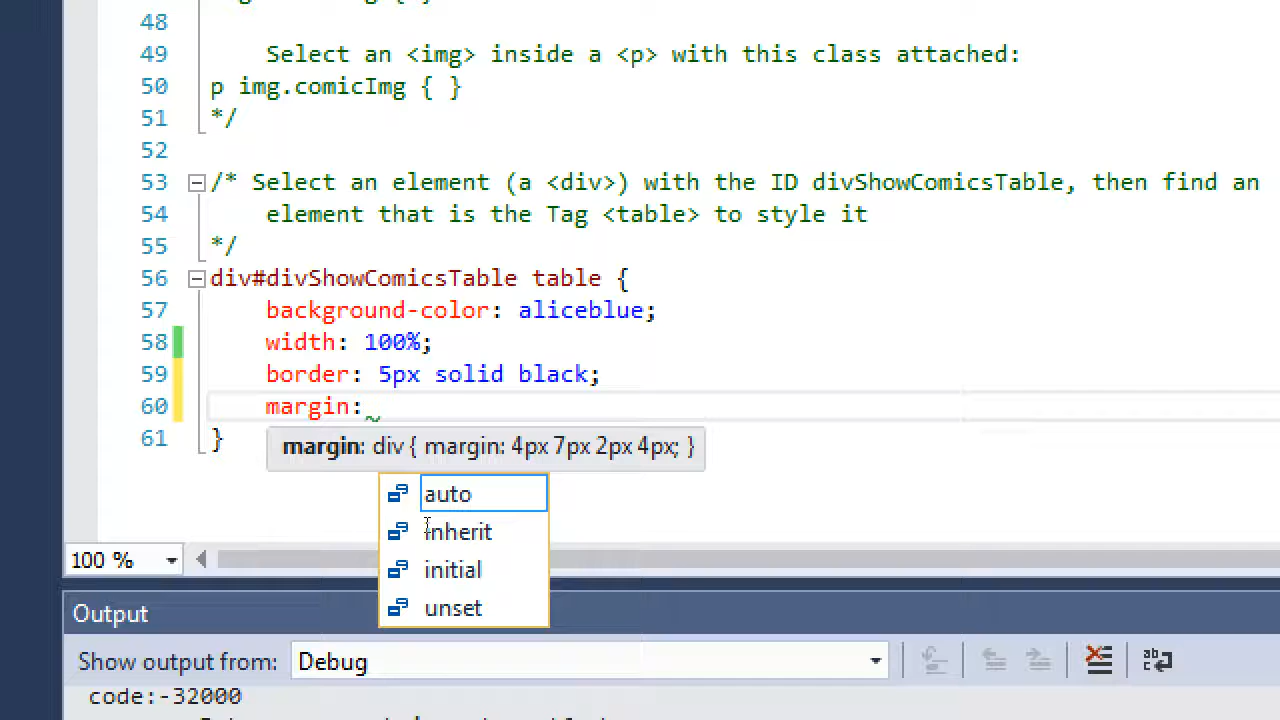 48
49 Select an <img> inside a <p> with this class attached:
50 p img.comicImg { }
51 */
52
53 /* Select an element (a <div>) with the ID divShowComicsTable, then find an
54 element that is the Tag <table> to style it
55 */
56 div#divShowComicsTable table {
57 background-color: aliceblue;
58 width: 100%;
59 border: 5px solid black;
60 margin:
61 }
margin: div { margin: 4px 7px 2px 4px; }
auto
inherit
initial
unset
100 %
Output
Show output from: Debug
code:-32000